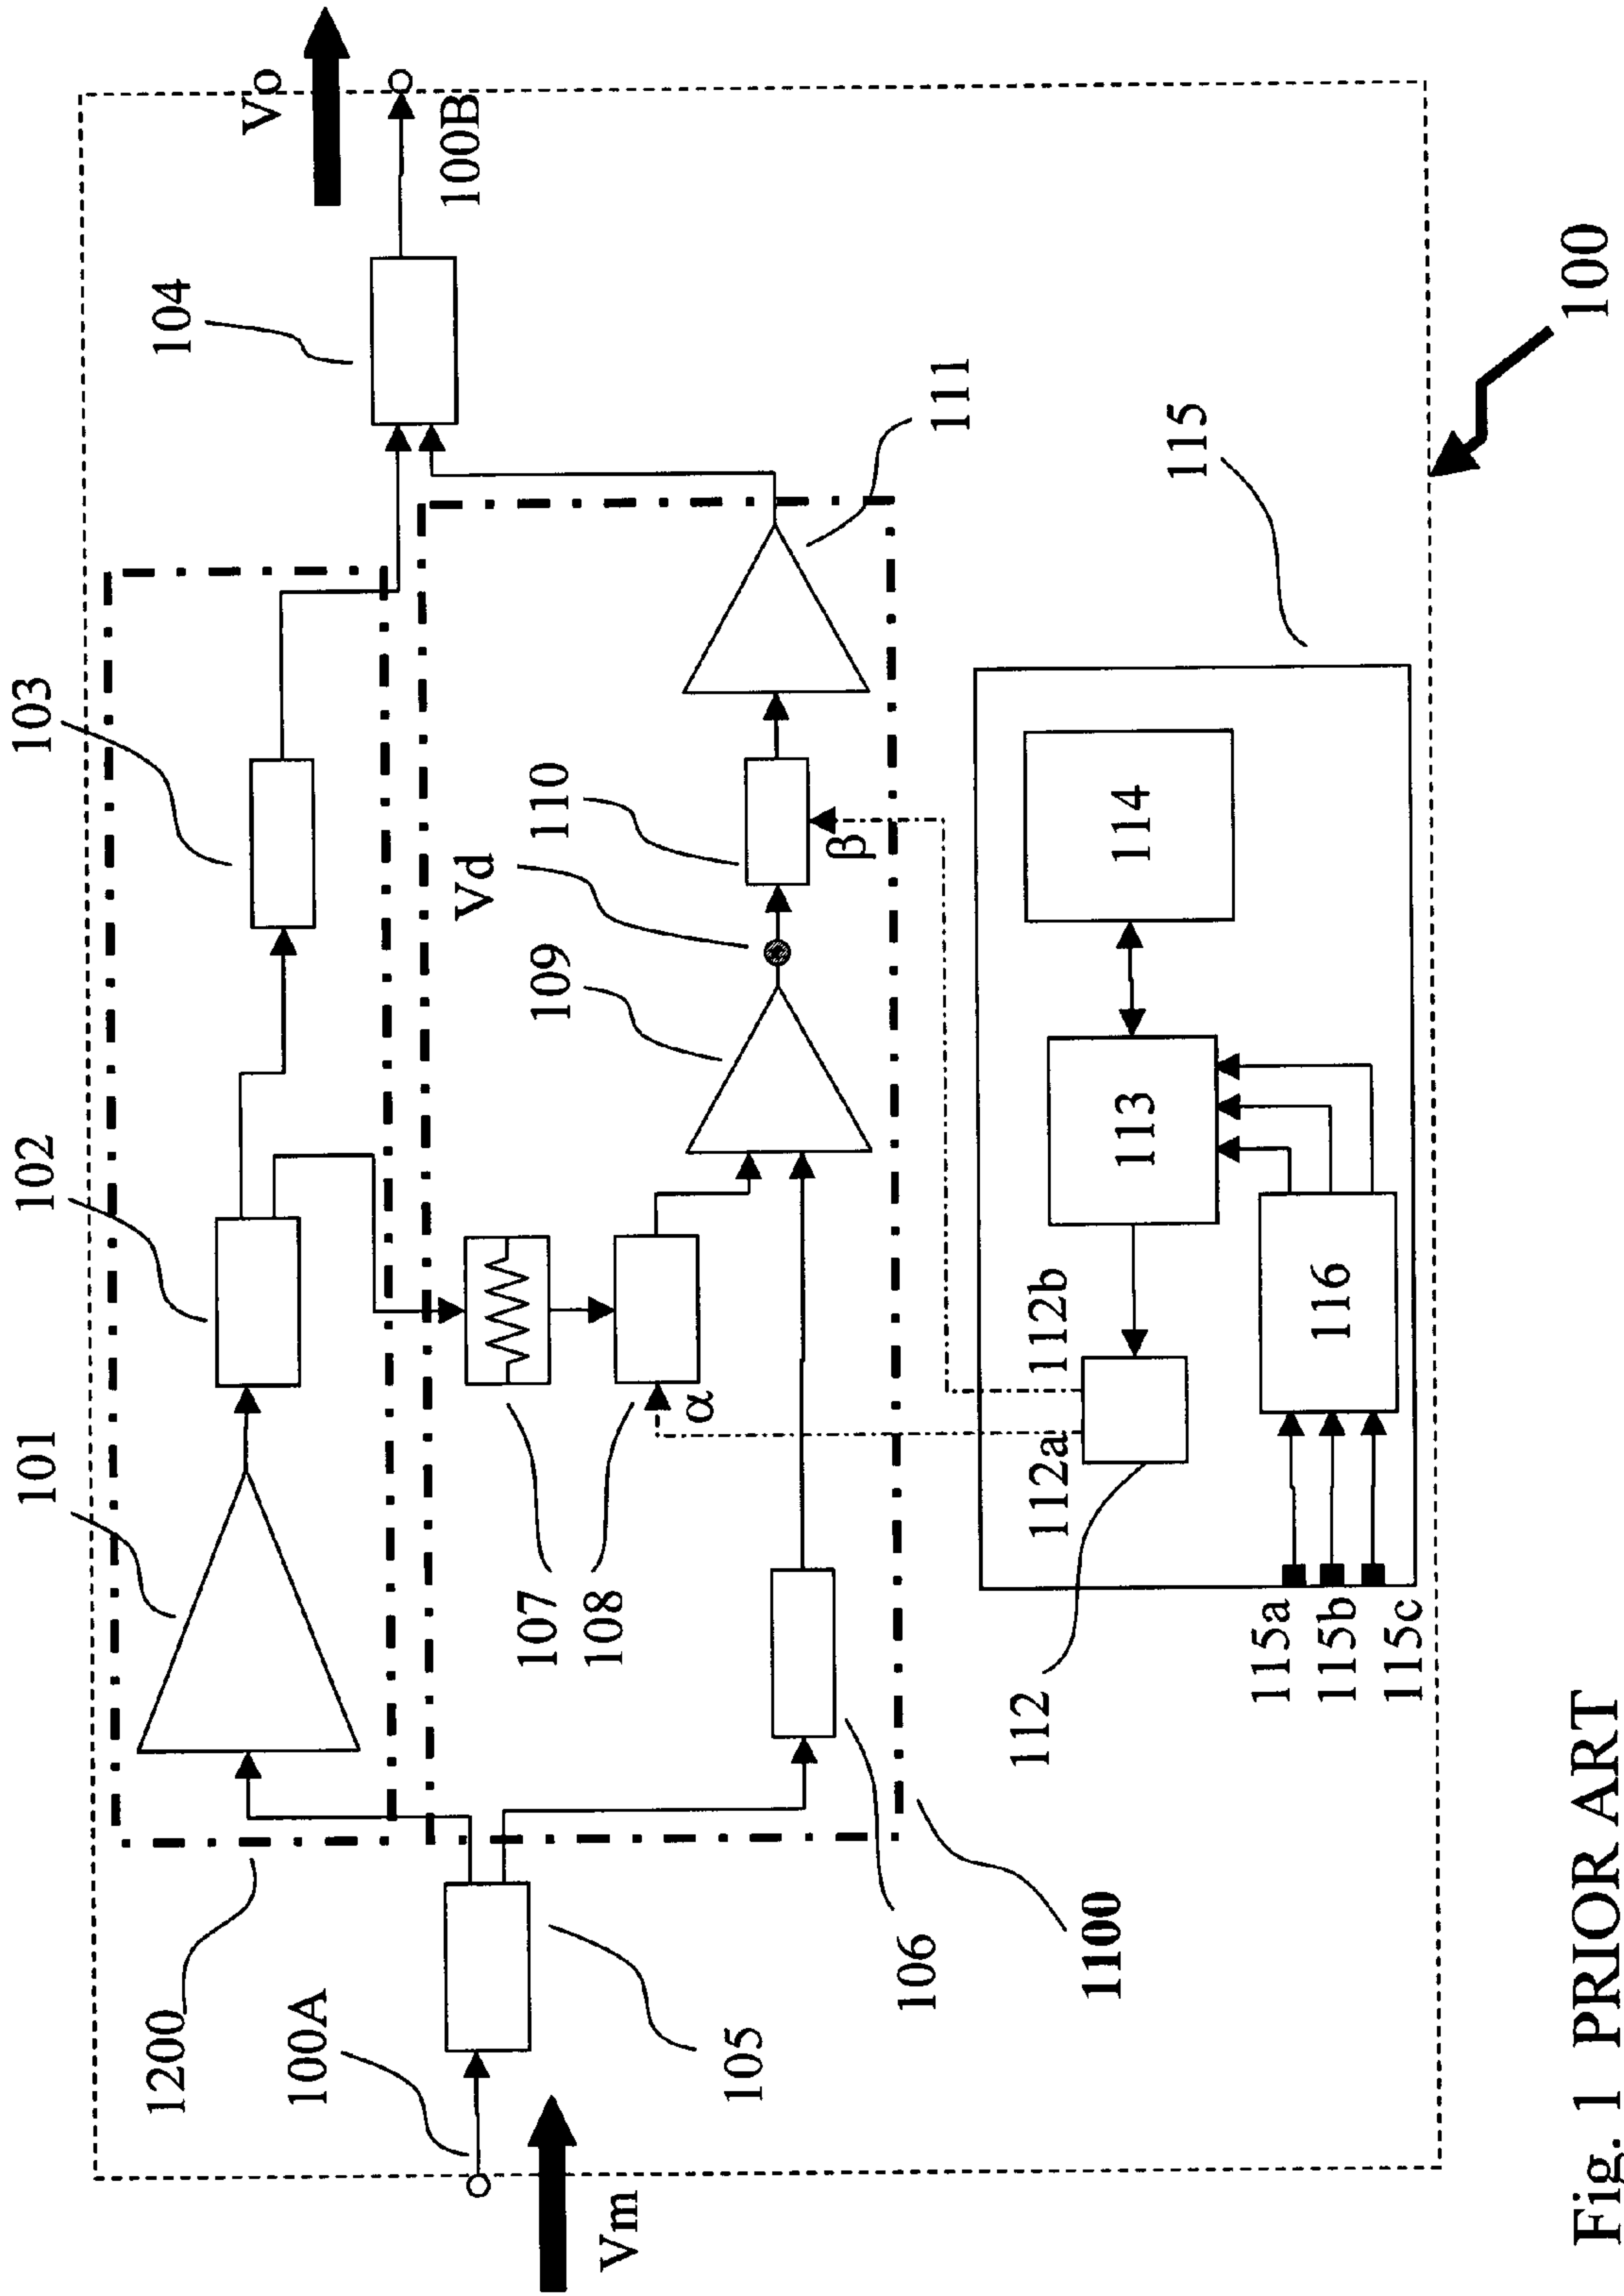 Vo
104
100B
103
102
101
111
110
Vd
109
β
α
107
108
1200
100A
105
Vm
106
1100
115
114
113
116
112b
112a
112
115a
115b
115c
100
Fig. 1 PRIOR ART